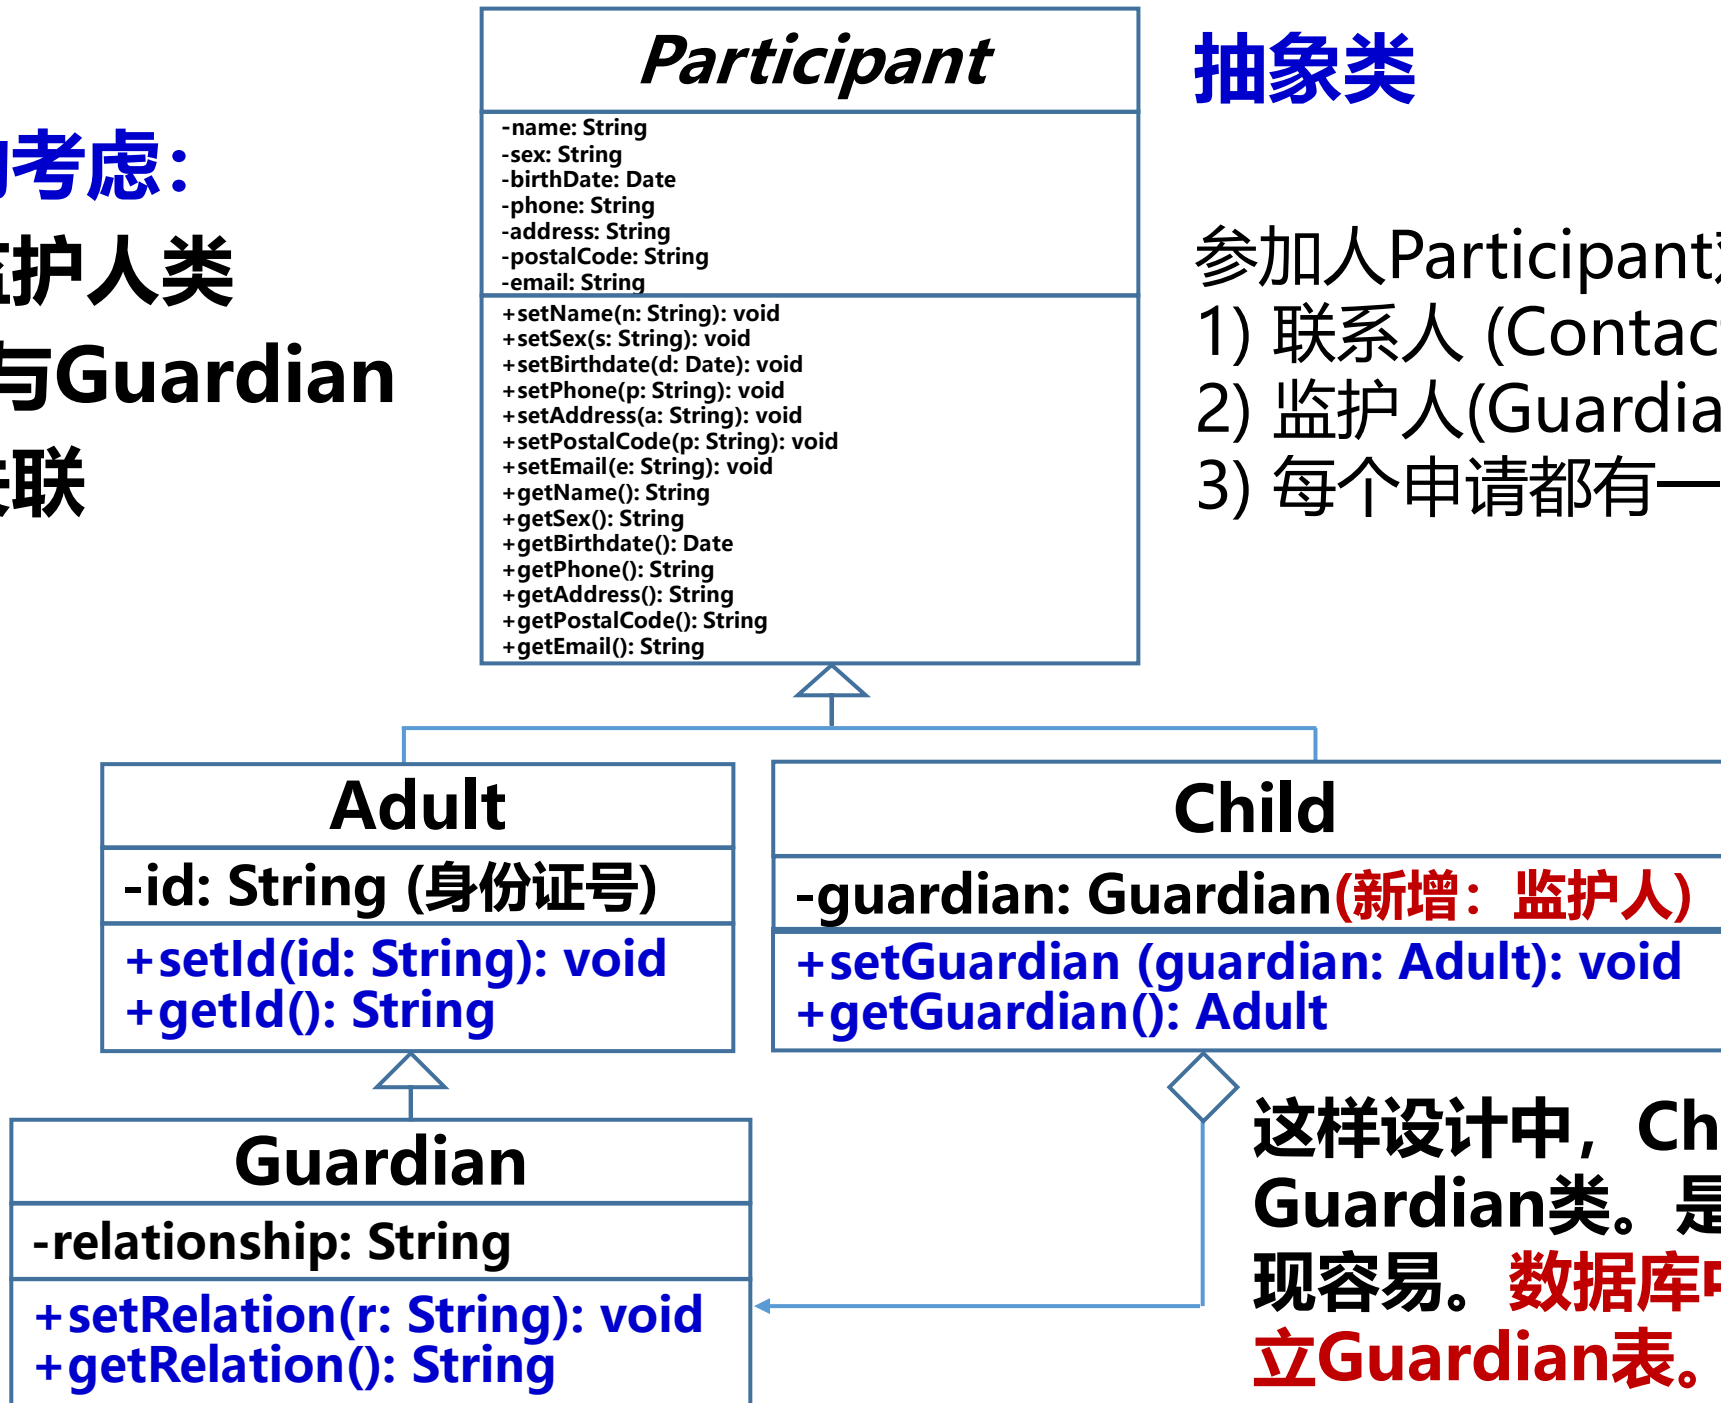 Participant
-name: String
-sex: String
-birthDate: Date
-phone: String
-address: String
-postalCode: String
-email: String
+setName(n: String): void
+setSex(s: String): void
+setBirthdate(d: Date): void
+setPhone(p: String): void
+setAddress(a: String): void
+setPostalCode(p: String): void
+setEmail(e: String): void
+getName(): String
+getSex(): String
+getBirthdate(): Date
+getPhone(): String
+getAddress(): String
+getPostalCode(): String
+getEmail(): String
抽象类
考虑：
护人类
与Guardian
联
参加人Participant
1) 联系人 (Contac
2) 监护人(Guardia
3) 每个申请都有一
Adult
-id: String (身份证号)
+setId(id: String): void
+getId(): String
Child
-guardian: Guardian(新增：监护人)
+setGuardian (guardian: Adult): void
+getGuardian(): Adult
Guardian
-relationship: String
+setRelation(r: String): void
+getRelation(): String
这样设计中，Ch
Guardian类。是
现容易。数据库中
立Guardian表。